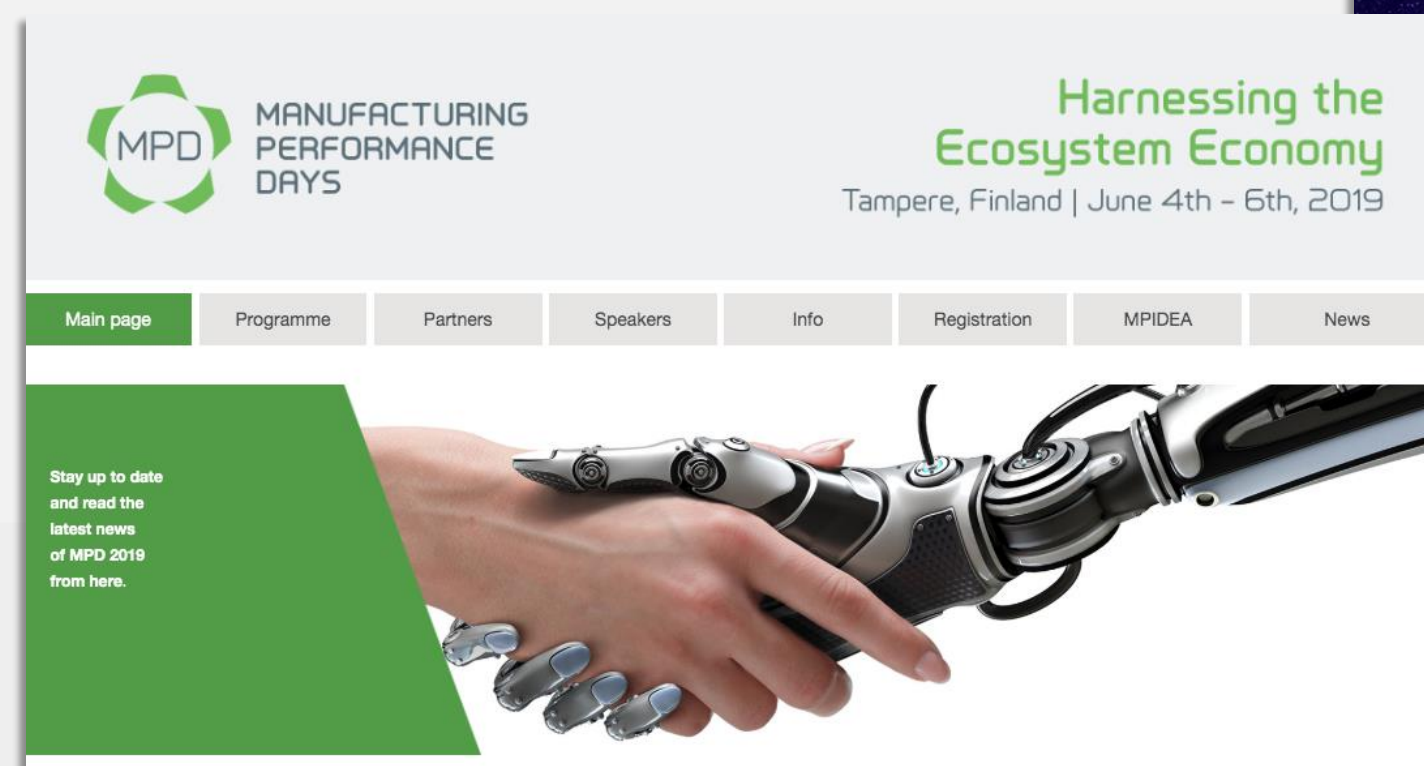 MPD
MANUFACTURING
PERFORMANCE
DAYS
Harnessing the
Ecosystem Economy
Tampere, Finland | June 4th - 6th, 2019
Main page
Programme
Partners
Speakers
Info
Registration
MPIDEA
News
Stay up to date
and read the
latest news
of MPD 2019
from here.